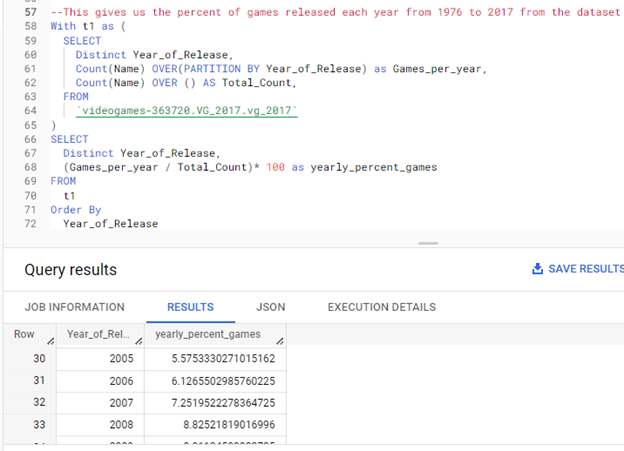 57 --This gives us the percent of games released each year from 1976 to 2017 from the dataset
58 With t1 as (
59 SELECT
60 Distinct Year_of_Release,
61 Count(Name) OVER(PARTITION BY Year_of_Release) as Games_per_year,
62 Count(Name) OVER () AS Total_Count,
63 FROM
64 `videogames-363720.VG_2017.vg_2017`
65 )
66 SELECT
67 Distinct Year_of_Release,
68 (Games_per_year / Total_Count)* 100 as yearly_percent_games
69 FROM
70 t1
71 Order By
72 Year_of_Release
Query results
SAVE RESULTS
JOB INFORMATION RESULTS JSON EXECUTION DETAILS
Row Year_of_Rel... yearly_percent_games
30 2005 5.5753330271015162
31 2006 6.1265502985760225
32 2007 7.2519522278364725
33 2008 8.82521819016996